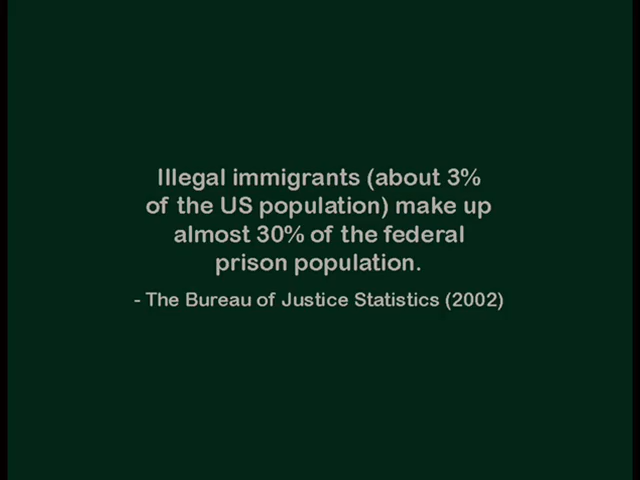 Illegal immigrants (about 3%
of the US population) make up
almost 30% of the federal
prison population.
- The Bureau of Justice Statistics (2002)